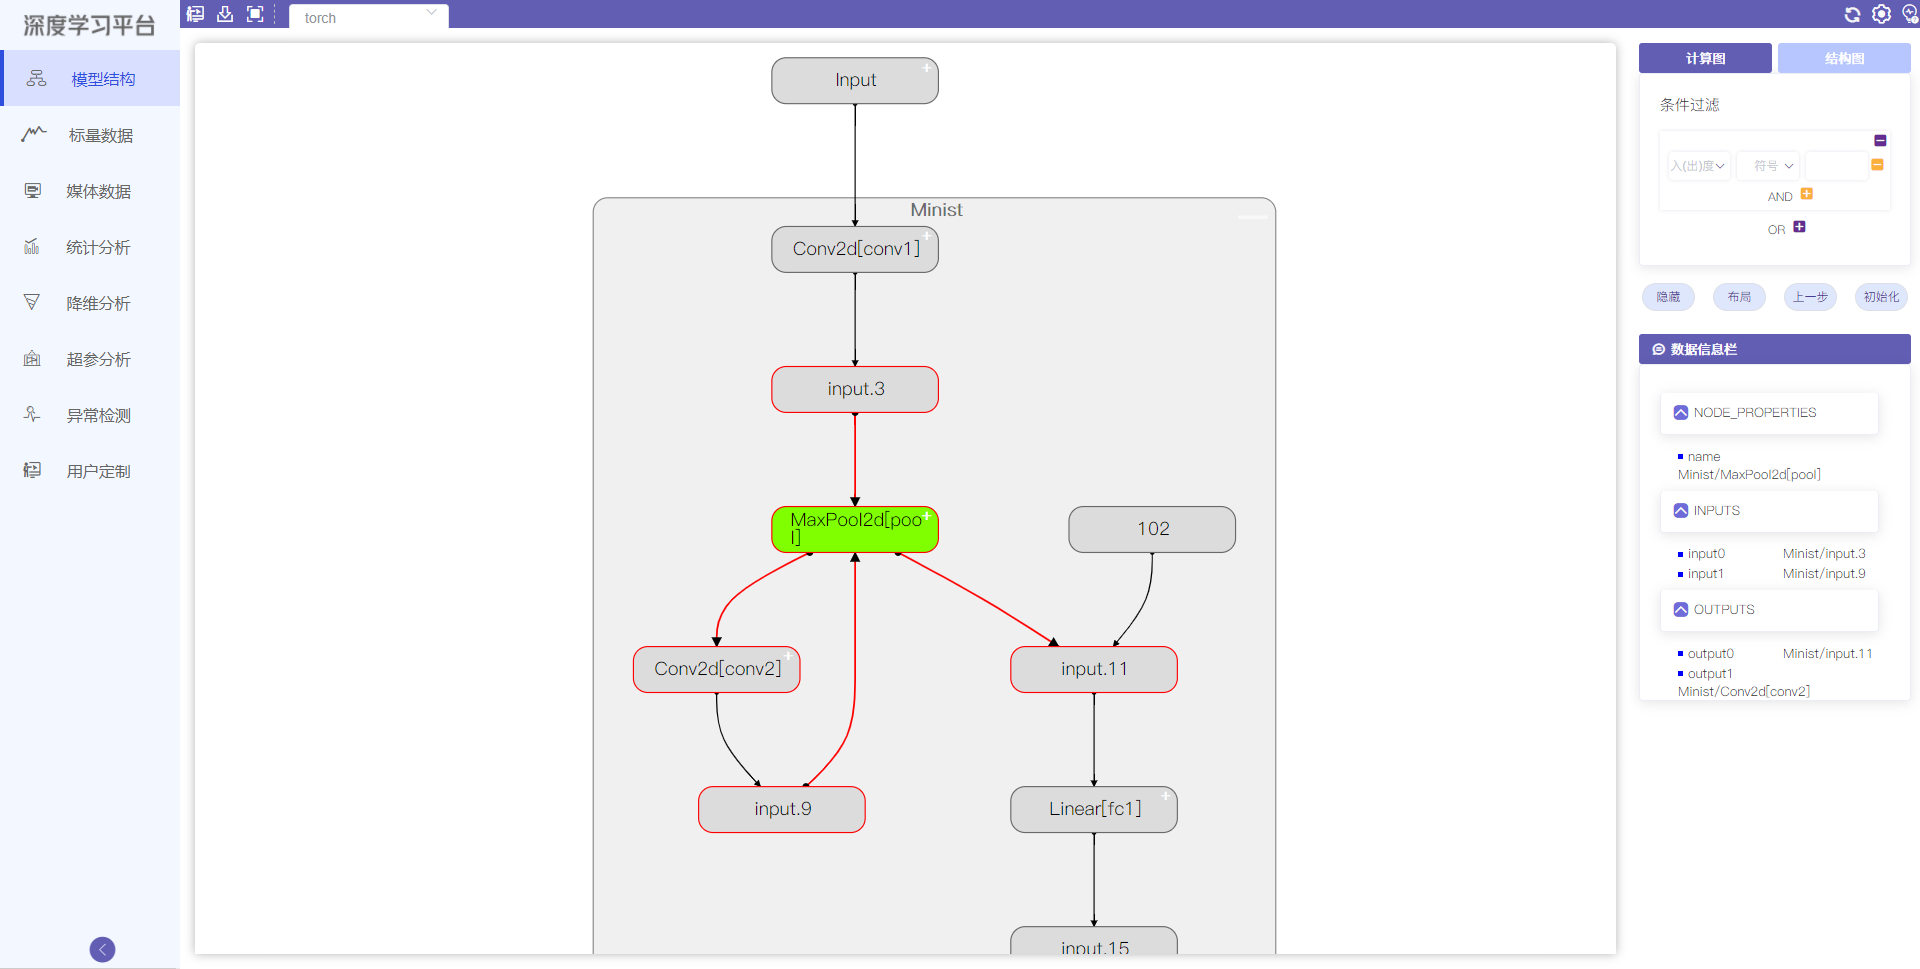 深度学习平台
torch
模型结构
标量数据
媒体数据
统计分析
降维分析
超参分析
异常检测
用户定制
Input
Minist
Conv2d[conv1]
input.3
MaxPool2d[poo
l]
102
Conv2d[conv2]
input.11
input.9
Linear[fc1]
input.15
计算图
结构图
条件过滤
入(出)度
符号
AND
OR
隐藏
布局
上一步
初始化
数据信息栏
NODE_PROPERTIES
name
Minist/MaxPool2d[pool]
INPUTS
input0 Minist/input.3
input1 Minist/input.9
OUTPUTS
output0 Minist/input.11
output1
Minist/Conv2d[conv2]